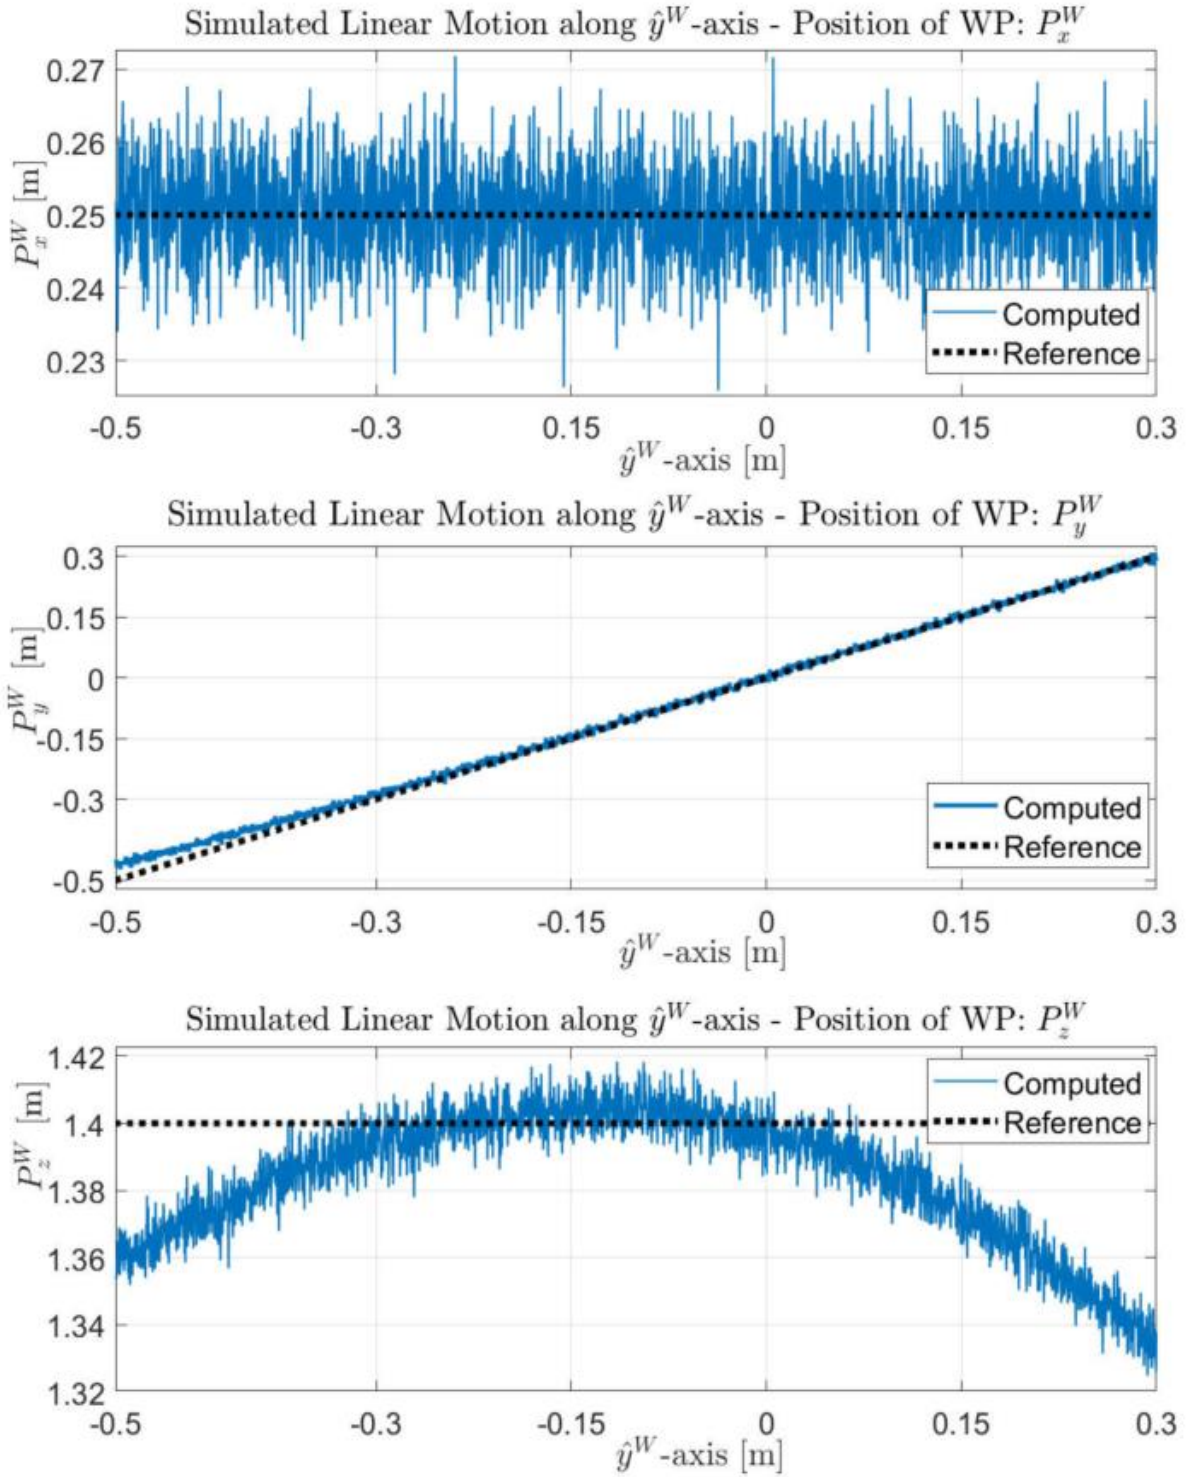 Simulated Linear Motion along ŷ^W-axis - Position of WP: P_x^W
0.27
0.26
0.25
0.24
0.23
P_x^W [m]
Computed
Reference
-0.5 -0.3 0.15 0 0.15 0.3
ŷ^W-axis [m]
Simulated Linear Motion along ŷ^W-axis - Position of WP: P_y^W
0.3
0.15
0
-0.15
-0.3
-0.5
P_y^W [m]
Computed
Reference
-0.5 -0.3 -0.15 0 0.15 0.3
ŷ^W-axis [m]
Simulated Linear Motion along ŷ^W-axis - Position of WP: P_z^W
1.42
1.4
1.38
1.36
1.34
1.32
P_z^W [m]
Computed
Reference
-0.5 -0.3 -0.15 0 0.15 0.3
ŷ^W-axis [m]